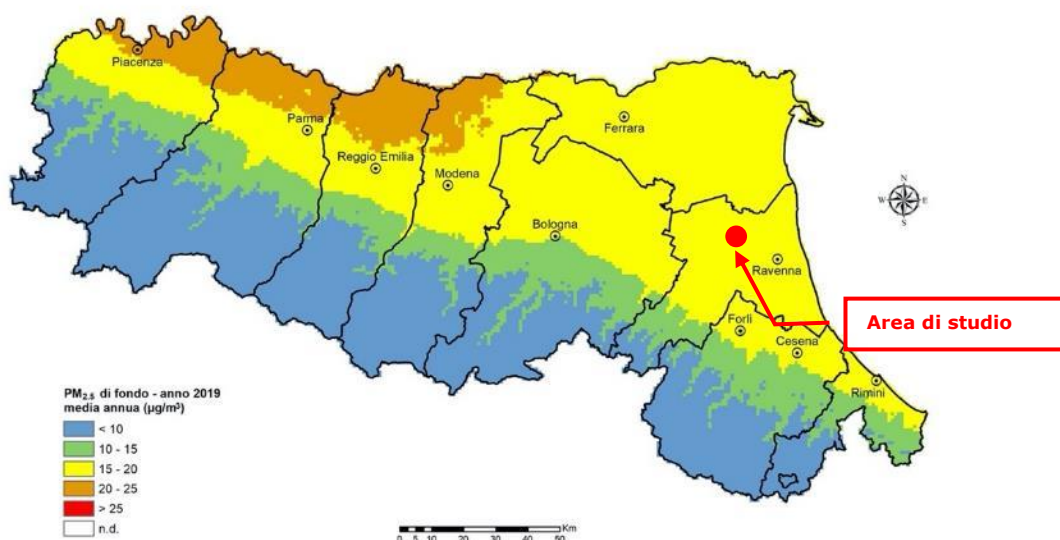 Piacenza
Parma
Reggio Emilia
Modena
Ferrara
Bologna
Ravenna
Forlì
Cesena
Rimini
N
W E
S
Area di studio
PM2.5 di fondo - anno 2019
media annua (µg/m³)
< 10
10 - 15
15 - 20
20 - 25
> 25
n.d.
Km
0 5 10 20 30 40 50